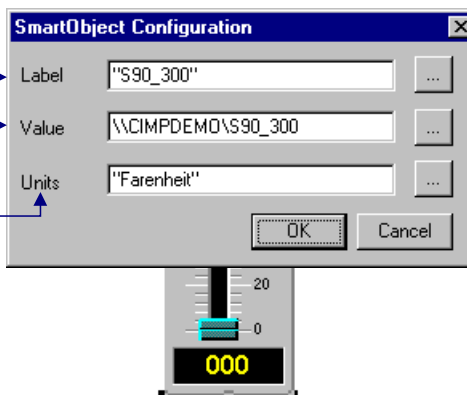 SmartObject Configuration
Label "S90_300" ...
Value \\CIMPDEMO\S90_300 ...
Units "Farenheit" ...
OK Cancel
20
0
000